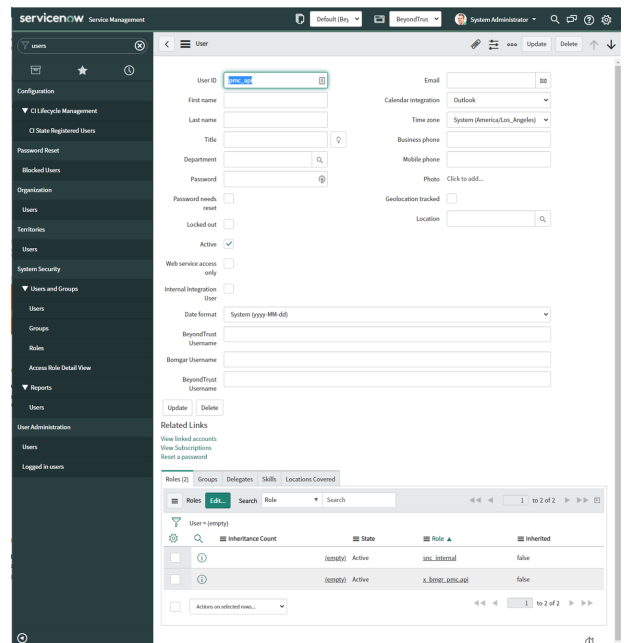 servicenow Service Management
Default (Bey
BeyondTrus
System Administrator
users
Configuration
CI Lifecycle Management
CI State Registered Users
Password Reset
Blocked Users
Organization
Users
Territories
Users
System Security
Users and Groups
Users
Groups
Roles
Access Role Detail View
Reports
Users
User Administration
Users
Logged in users
User
Update
Delete
User ID pmc_api
First name
Last name
Title
Department
Password
Password needs reset
Locked out
Active
Web service access only
Internal Integration User
Date format System (yyyy-MM-dd)
BeyondTrust Username
Bomgar Username
BeyondTrust Username
Email
Calendar integration Outlook
Time zone System (America/Los_Angeles)
Business phone
Mobile phone
Photo Click to add...
Geolocation tracked
Location
Update Delete
Related Links
View linked accounts
View Subscriptions
Reset a password
Roles (2) Groups Delegates Skills Locations Covered
Roles Edit... Search Role Search 1 to 2 of 2
User = (empty)
Inheritance Count State Role Inherited
(empty) Active snc_internal false
(empty) Active x_bmgr_pmc.api false
Actions on selected rows... 1 to 2 of 2